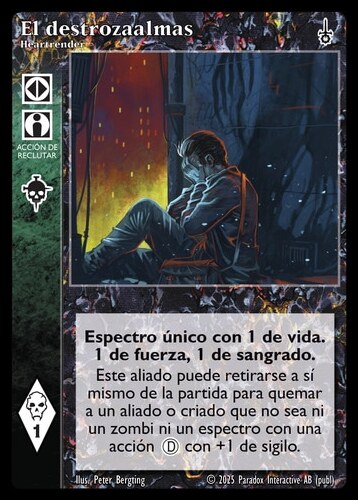 El destrozaalmas
Heartrender
ACCIÓN DE
RECLUTAR
Espectro único con 1 de vida.
1 de fuerza, 1 de sangrado.
Este aliado puede retirarse a sí
mismo de la partida para quemar
a un aliado o criado que no sea ni
un zombi ni un espectro con una
acción Ⓓ con +1 de sigilo.
1
Illus: Peter Bergting © 2025 Paradox Interactive AB (publ)